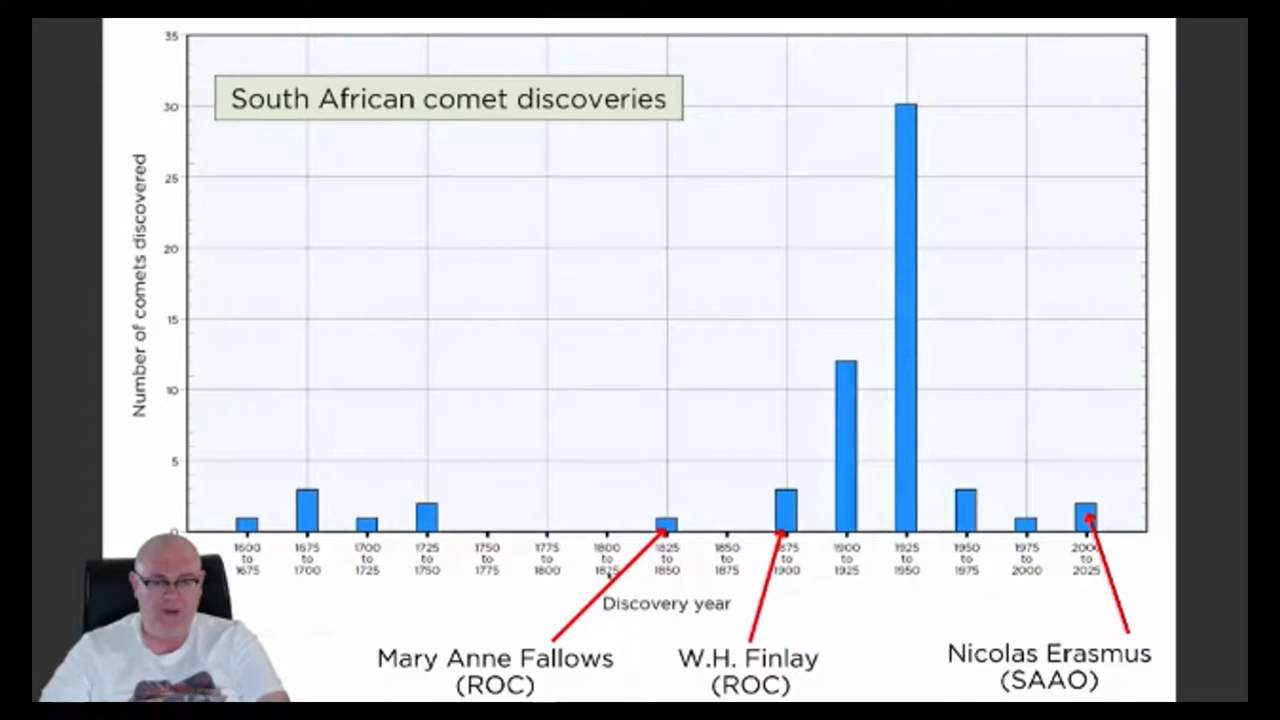 South African comet discoveries
Number of comets discovered
35
30
25
20
15
10
5
0
1600 to 1675
1675 to 1700
1700 to 1725
1725 to 1750
1750 to 1775
1775 to 1800
1800 to 1825
1825 to 1850
1850 to 1875
1875 to 1900
1900 to 1925
1925 to 1950
1950 to 1975
1975 to 2000
2000 to 2025
Discovery year
Mary Anne Fallows
(ROC)
W.H. Finlay
(ROC)
Nicolas Erasmus
(SAAO)